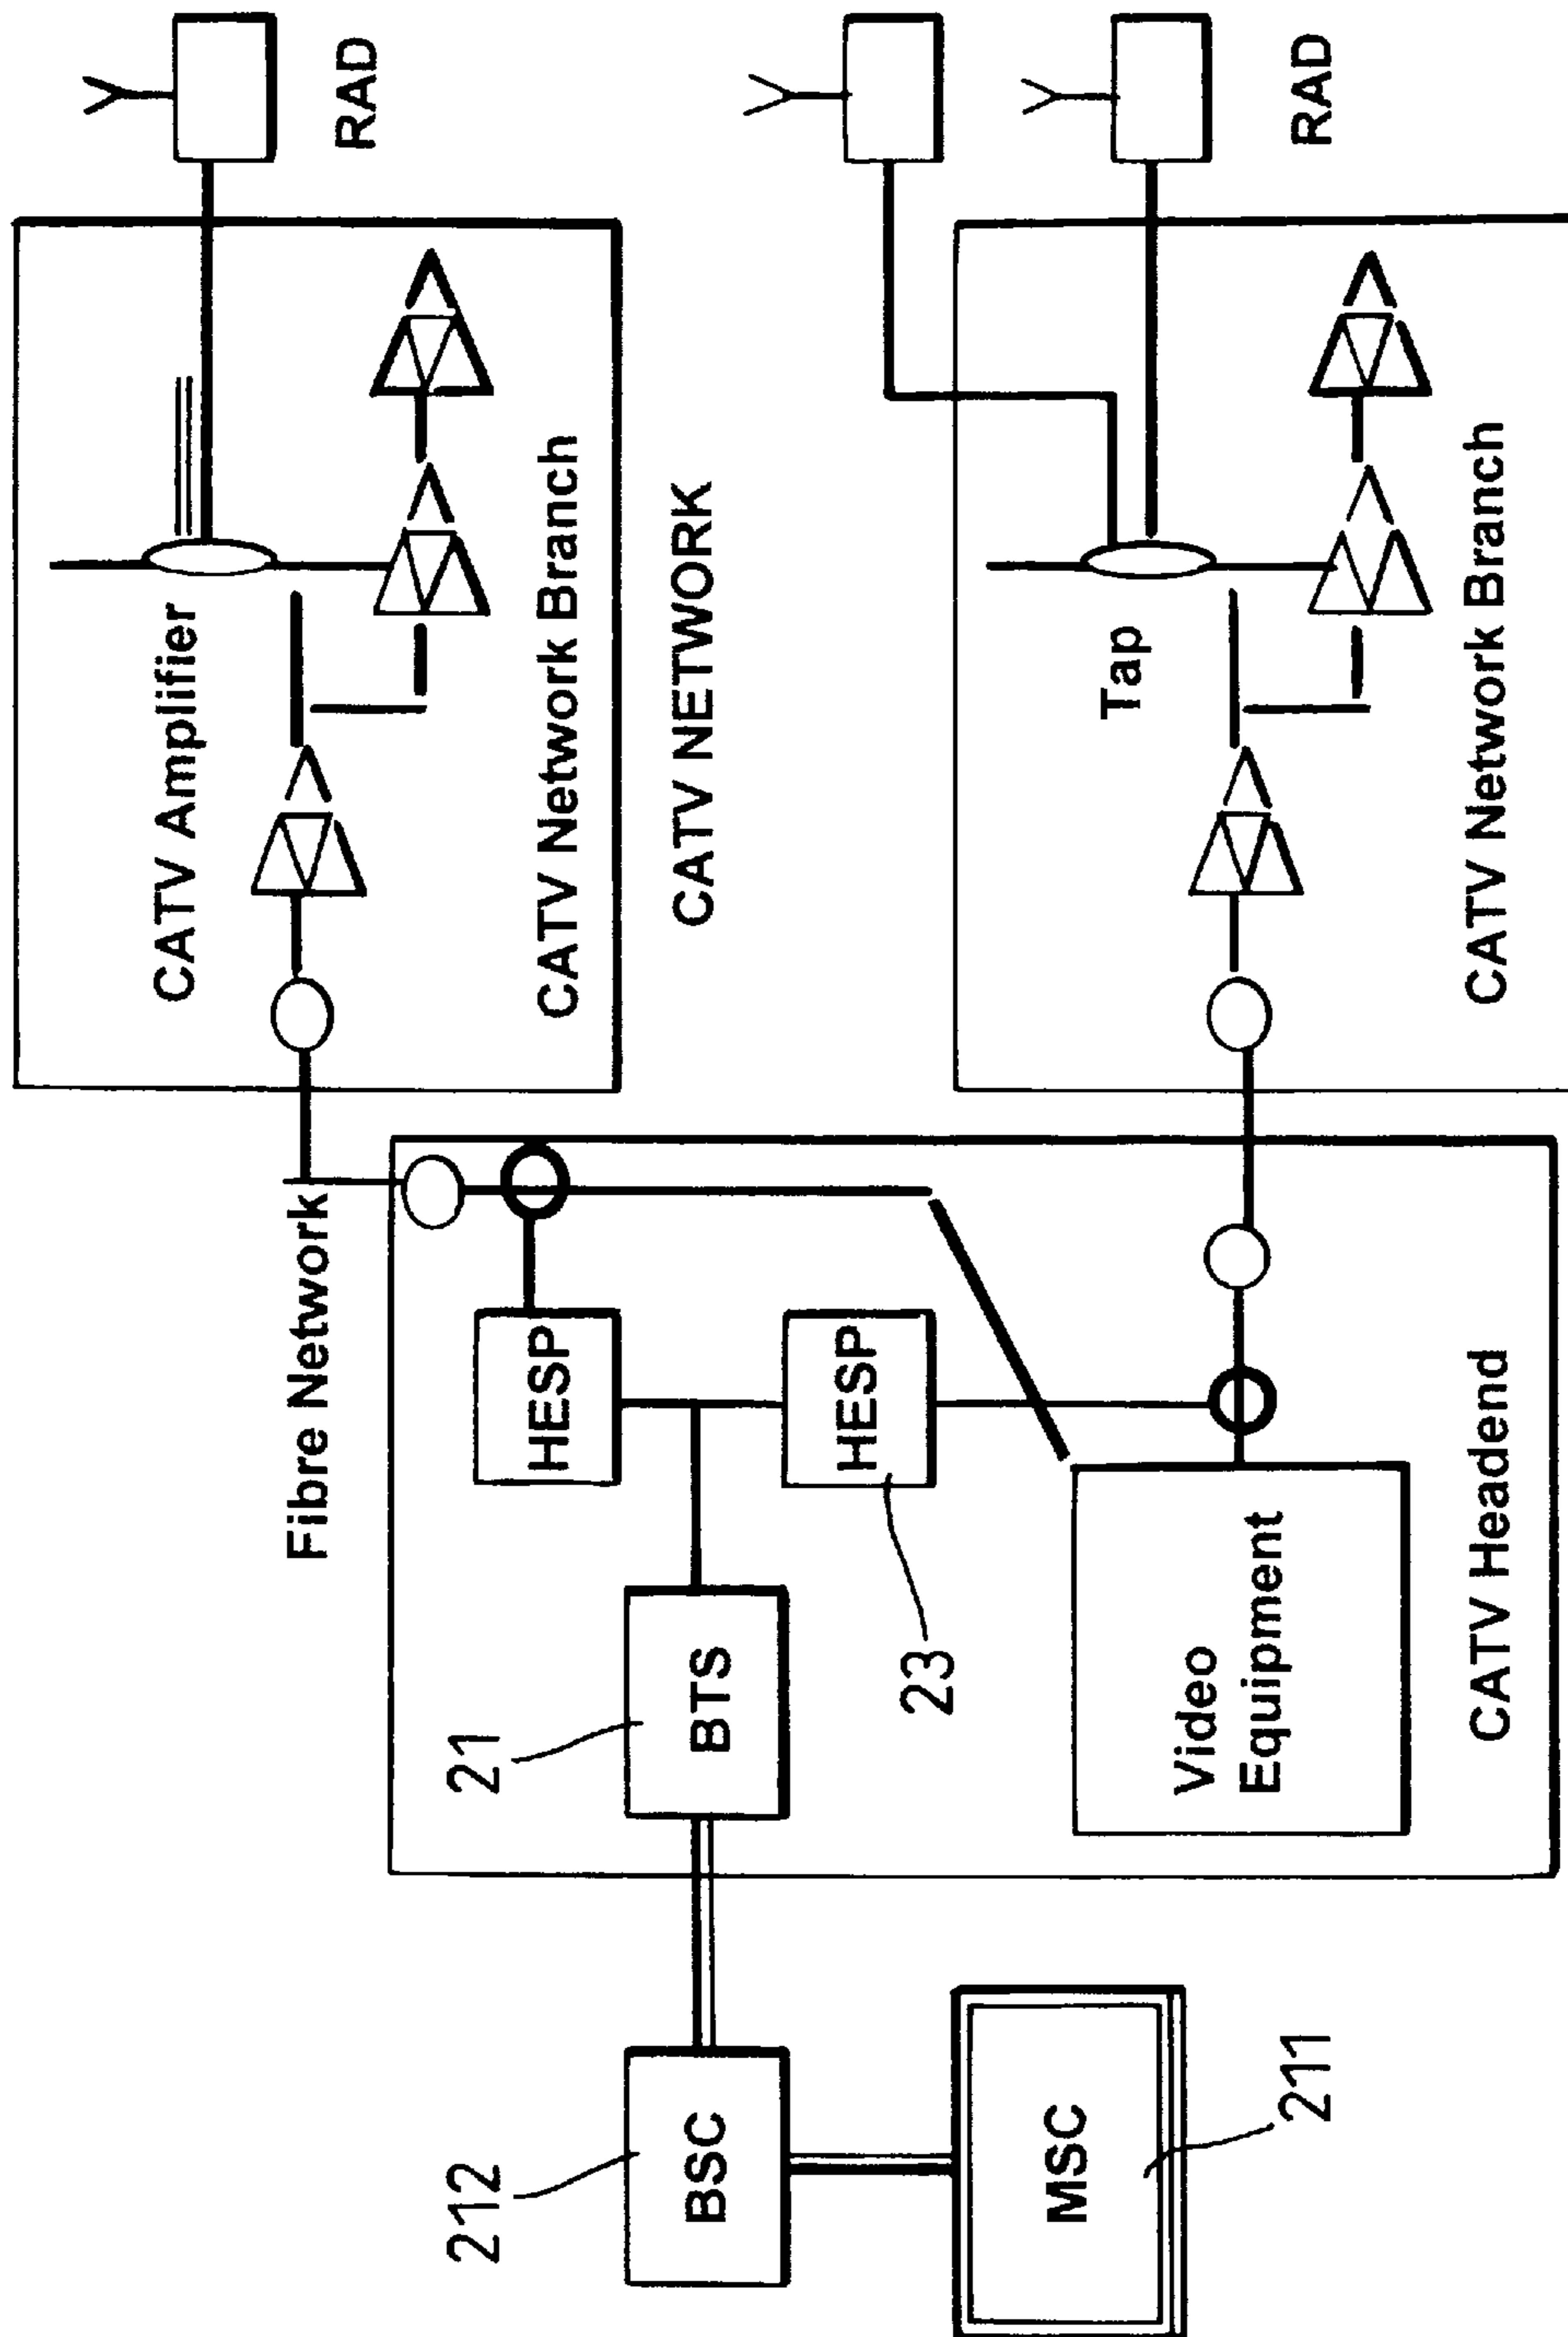 RAD
RAD
CATV Amplifier
CATV Network Branch
CATV NETWORK
Tap
CATV Network Branch
Fibre Network
HESP
HESP
23
21
BTS
Video
Equipment
CATV Headend
212
BSC
MSC
211